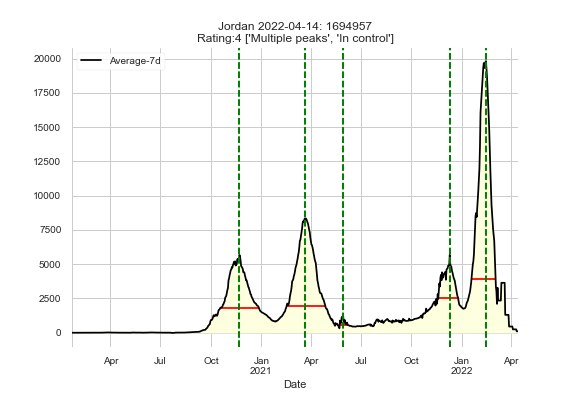 Jordan 2022-04-14: 1694957
Rating:4 ['Multiple peaks', 'In control']
Average-7d
20000
17500
15000
12500
10000
7500
5000
2500
0
Apr Jul Oct Jan Apr Jul Oct Jan Apr
2021 2022
Date